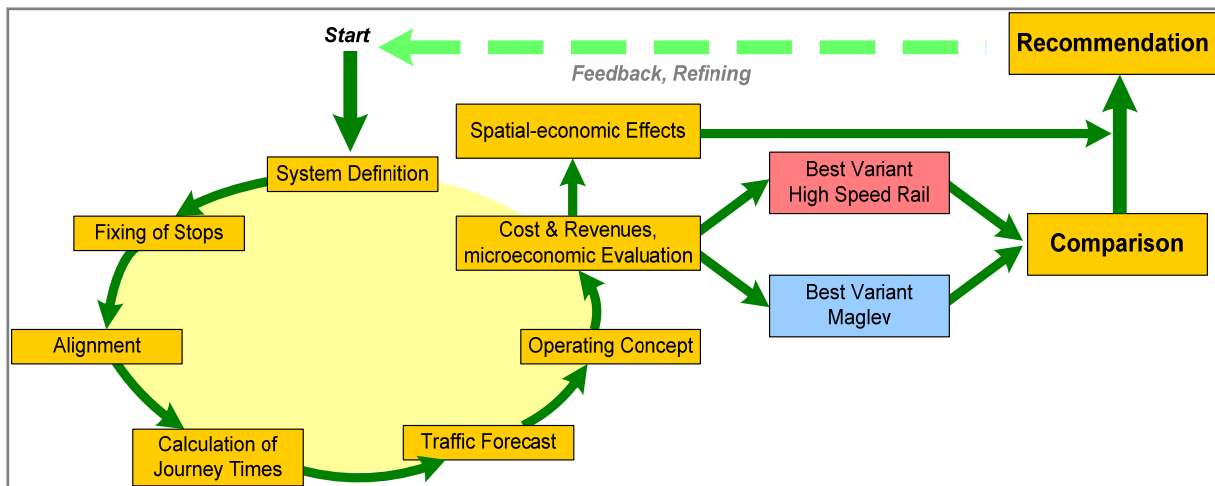 Start
Recommendation
Feedback, Refining
Spatial-economic Effects
System Definition
Best Variant
High Speed Rail
Fixing of Stops
Cost & Revenues,
microeconomic Evaluation
Comparison
Best Variant
Maglev
Alignment
Operating Concept
Calculation of
Journey Times
Traffic Forecast